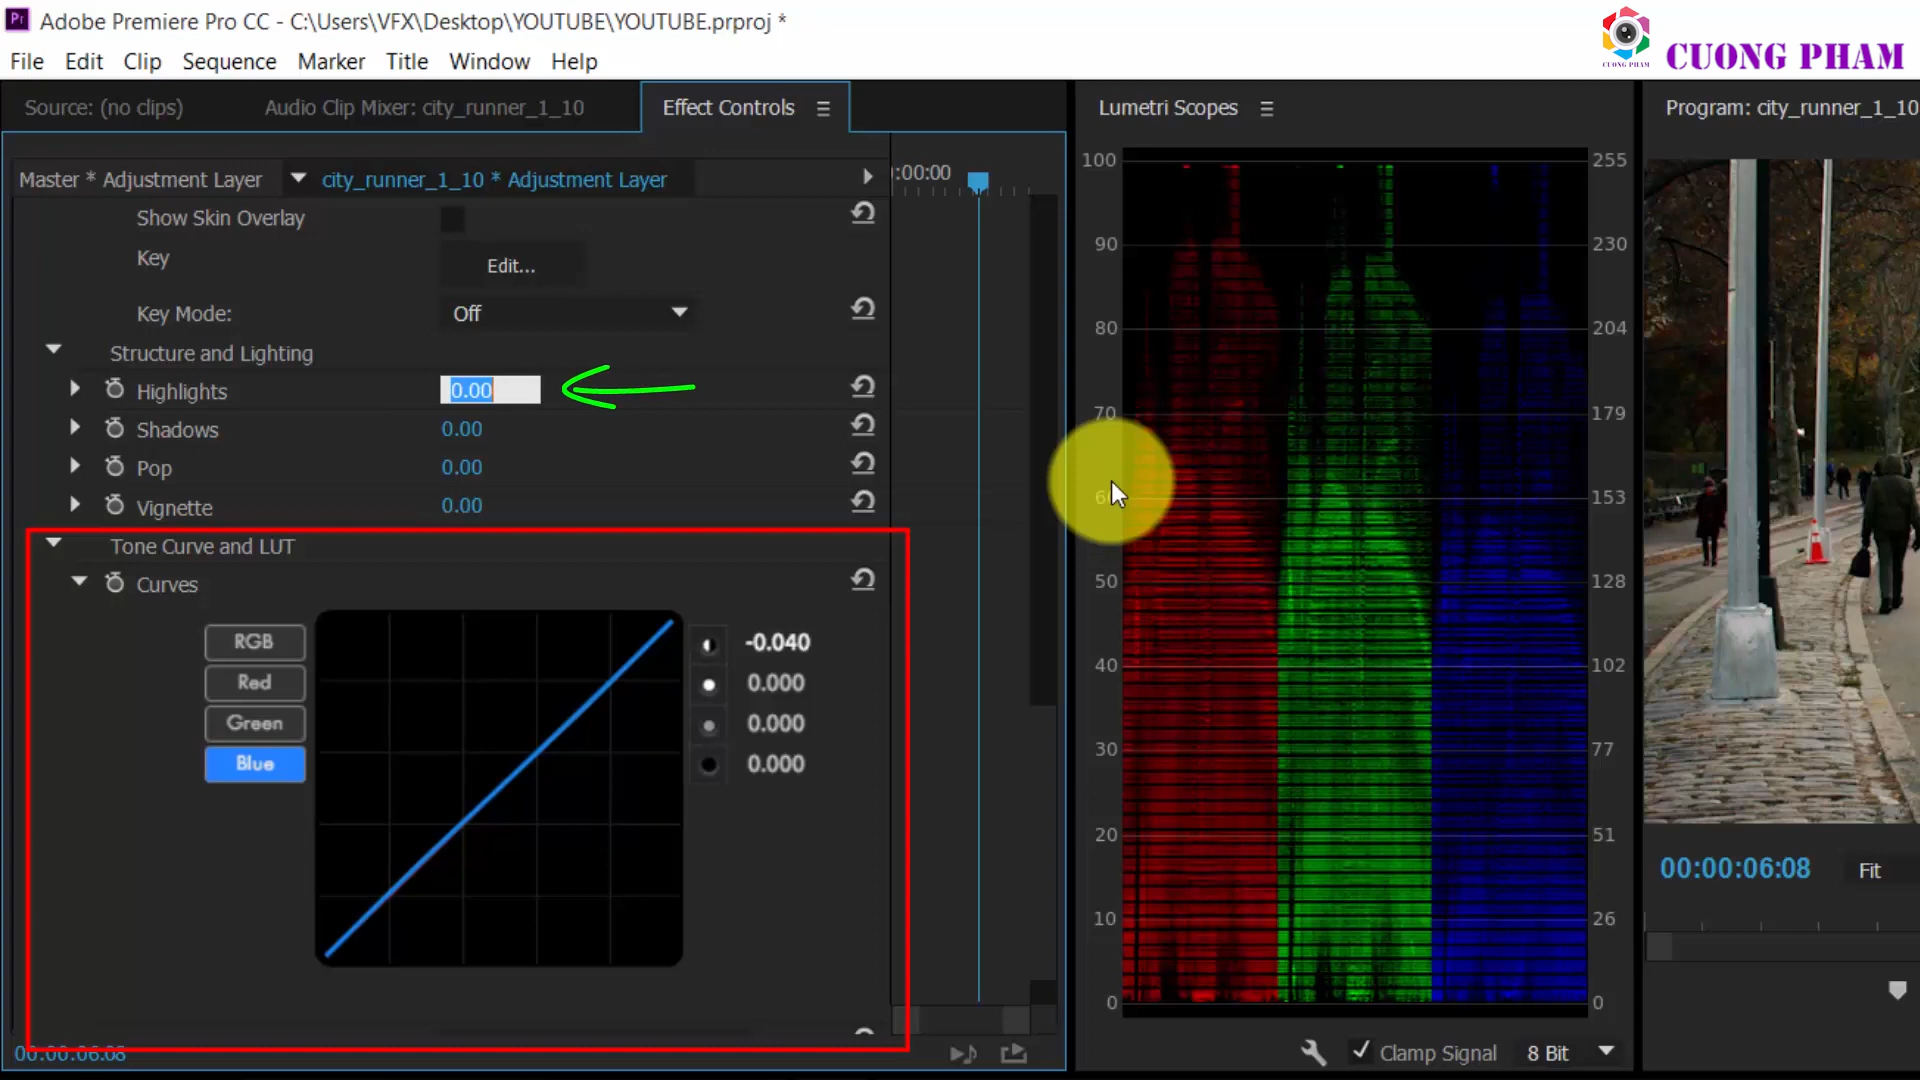 Adobe Premiere Pro CC - C:\Users\VFX\Desktop\YOUTUBE\YOUTUBE.prproj *
CUONG PHAM
CUONG PHAM
File Edit Clip Sequence Marker Title Window Help
Source: (no clips) Audio Clip Mixer: city_runner_1_10 Effect Controls
Lumetri Scopes
Program: city_runner_1_10
Master * Adjustment Layer city_runner_1_10 * Adjustment Layer
:00:00
Show Skin Overlay
Key Edit...
Key Mode: Off
Structure and Lighting
Highlights 0.00
Shadows 0.00
Pop 0.00
Vignette 0.00
Tone Curve and LUT
Curves
RGB -0.040
Red 0.000
Green 0.000
Blue 0.000
00:00:06:08
100 255
90 230
80 204
70 179
60 153
50 128
40 102
30 77
20 51
10 26
0 0
Clamp Signal 8 Bit
00:00:06:08 Fit